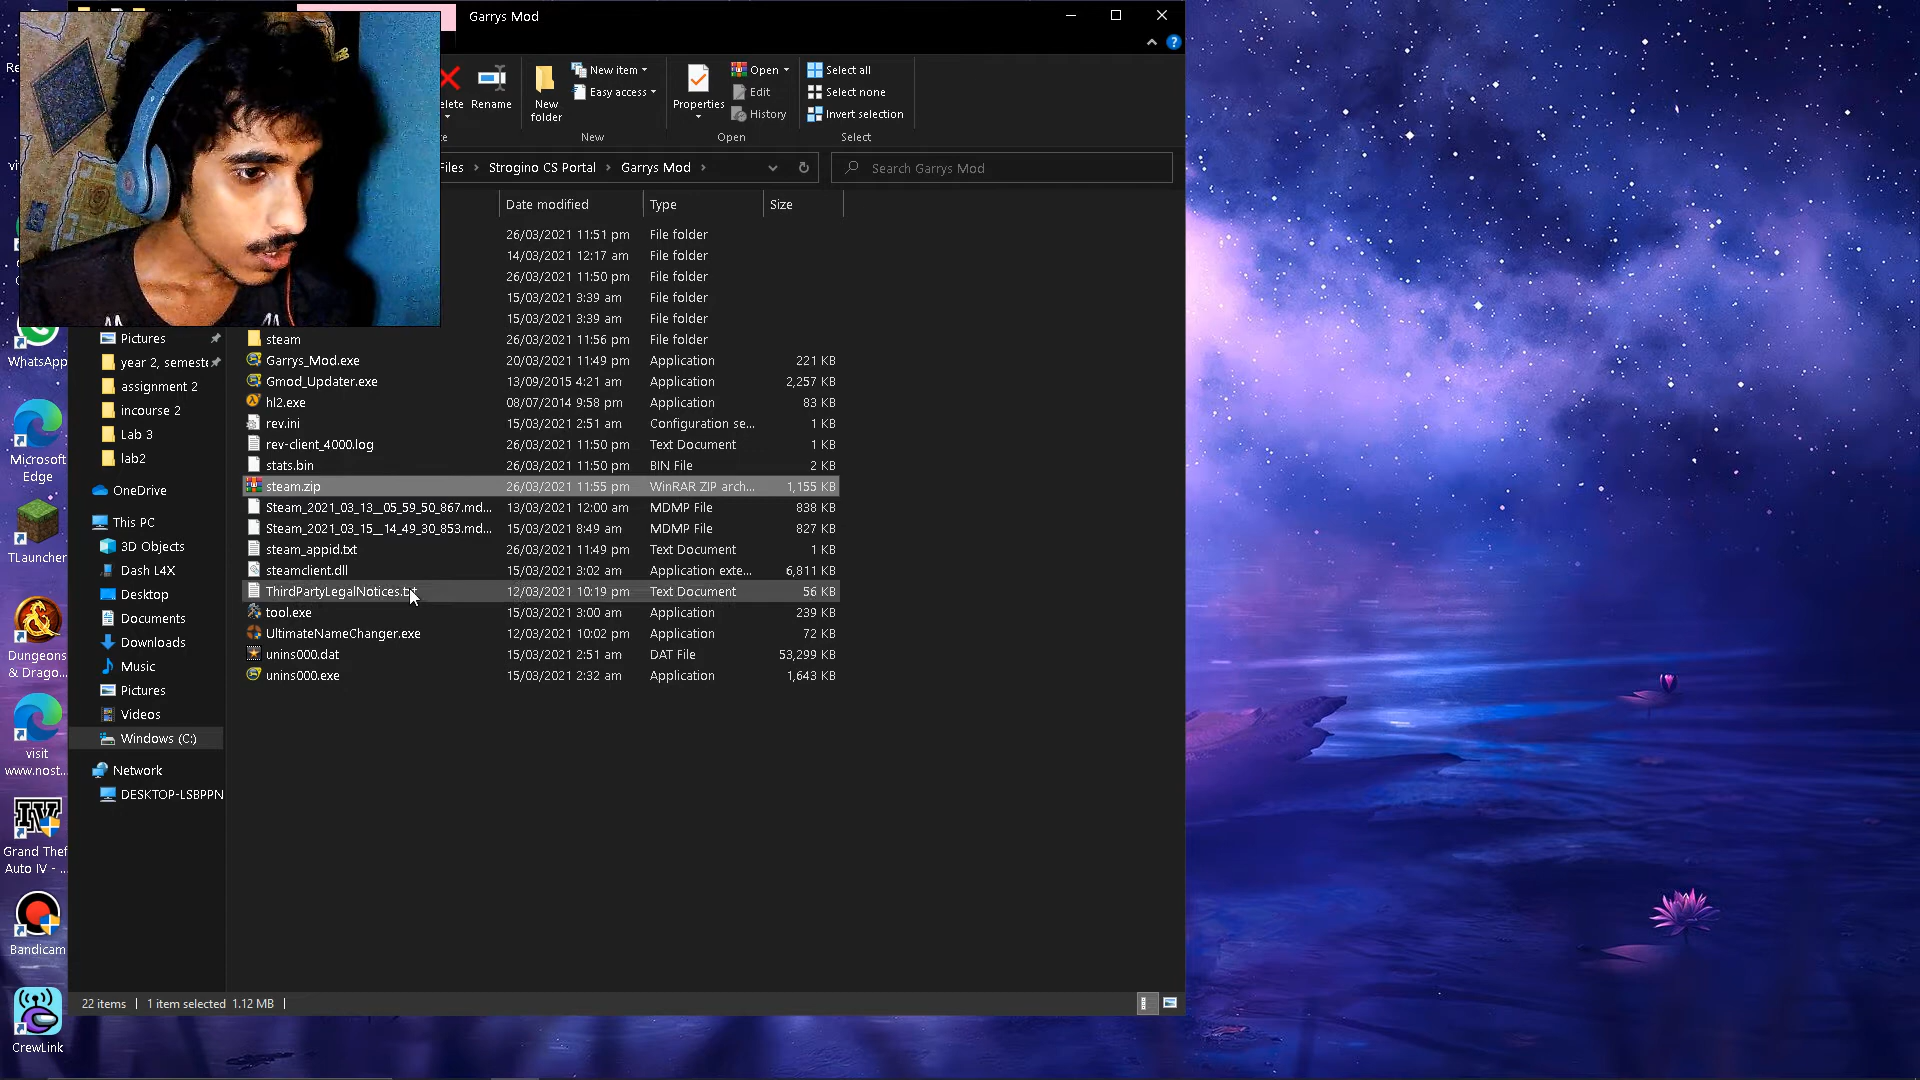 Garrys Mod
elete
Rename
New
folder
New item
Easy access
New
Properties
Open
Edit
History
Open
Select all
Select none
Invert selection
Select
Files > Strogino CS Portal > Garrys Mod >
Search Garrys Mod
Date modified Type Size
26/03/2021 11:51 pm File folder
14/03/2021 12:17 am File folder
26/03/2021 11:50 pm File folder
15/03/2021 3:39 am File folder
15/03/2021 3:39 am File folder
steam 26/03/2021 11:56 pm File folder
Garrys_Mod.exe 20/03/2021 11:49 pm Application 221 KB
Gmod_Updater.exe 13/09/2015 4:21 am Application 2,257 KB
hl2.exe 08/07/2014 9:58 pm Application 83 KB
rev.ini 15/03/2021 2:51 am Configuration se... 1 KB
rev-client_4000.log 26/03/2021 11:50 pm Text Document 1 KB
stats.bin 26/03/2021 11:50 pm BIN File 2 KB
steam.zip 26/03/2021 11:55 pm WinRAR ZIP arch... 1,155 KB
Steam_2021_03_13__05_59_50_867.md... 13/03/2021 12:00 am MDMP File 838 KB
Steam_2021_03_15__14_49_30_853.md... 15/03/2021 8:49 am MDMP File 827 KB
steam_appid.txt 26/03/2021 11:49 pm Text Document 1 KB
steamclient.dll 15/03/2021 3:02 am Application exte... 6,811 KB
ThirdPartyLegalNotices.txt 12/03/2021 10:19 pm Text Document 56 KB
tool.exe 15/03/2021 3:00 am Application 239 KB
UltimateNameChanger.exe 12/03/2021 10:02 pm Application 72 KB
unins000.dat 15/03/2021 2:51 am DAT File 53,299 KB
unins000.exe 15/03/2021 2:32 am Application 1,643 KB
Pictures
year 2, semeste
assignment 2
incourse 2
Lab 3
lab2
OneDrive
This PC
3D Objects
Dash L4X
Desktop
Documents
Downloads
Music
Pictures
Videos
Windows (C:)
Network
DESKTOP-LSBPPN
22 items 1 item selected 1.12 MB
Re
vi
WhatsApp
Microsoft
Edge
TLauncher
Dungeons
& Drago...
visit
www.nost...
IV
Grand Thef
Auto IV - ...
Bandicam
CrewLink